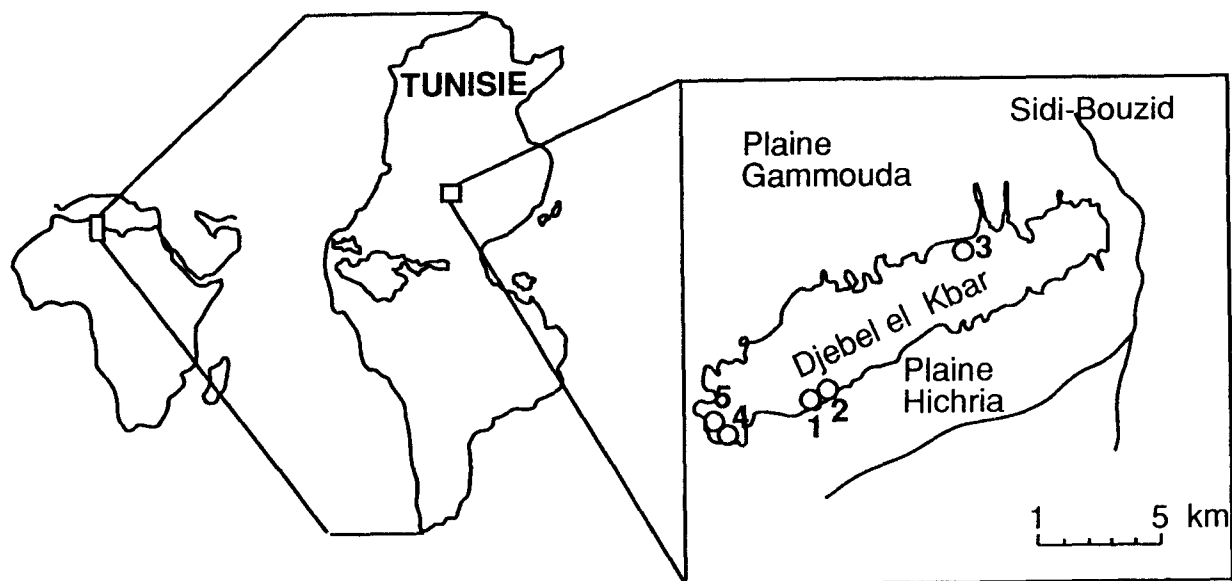 TUNISIE
Sidi-Bouzid
Plaine
Gammouda
3
Djebel el Kbar
Plaine
Hichria
5
4
1
2
1 5 km